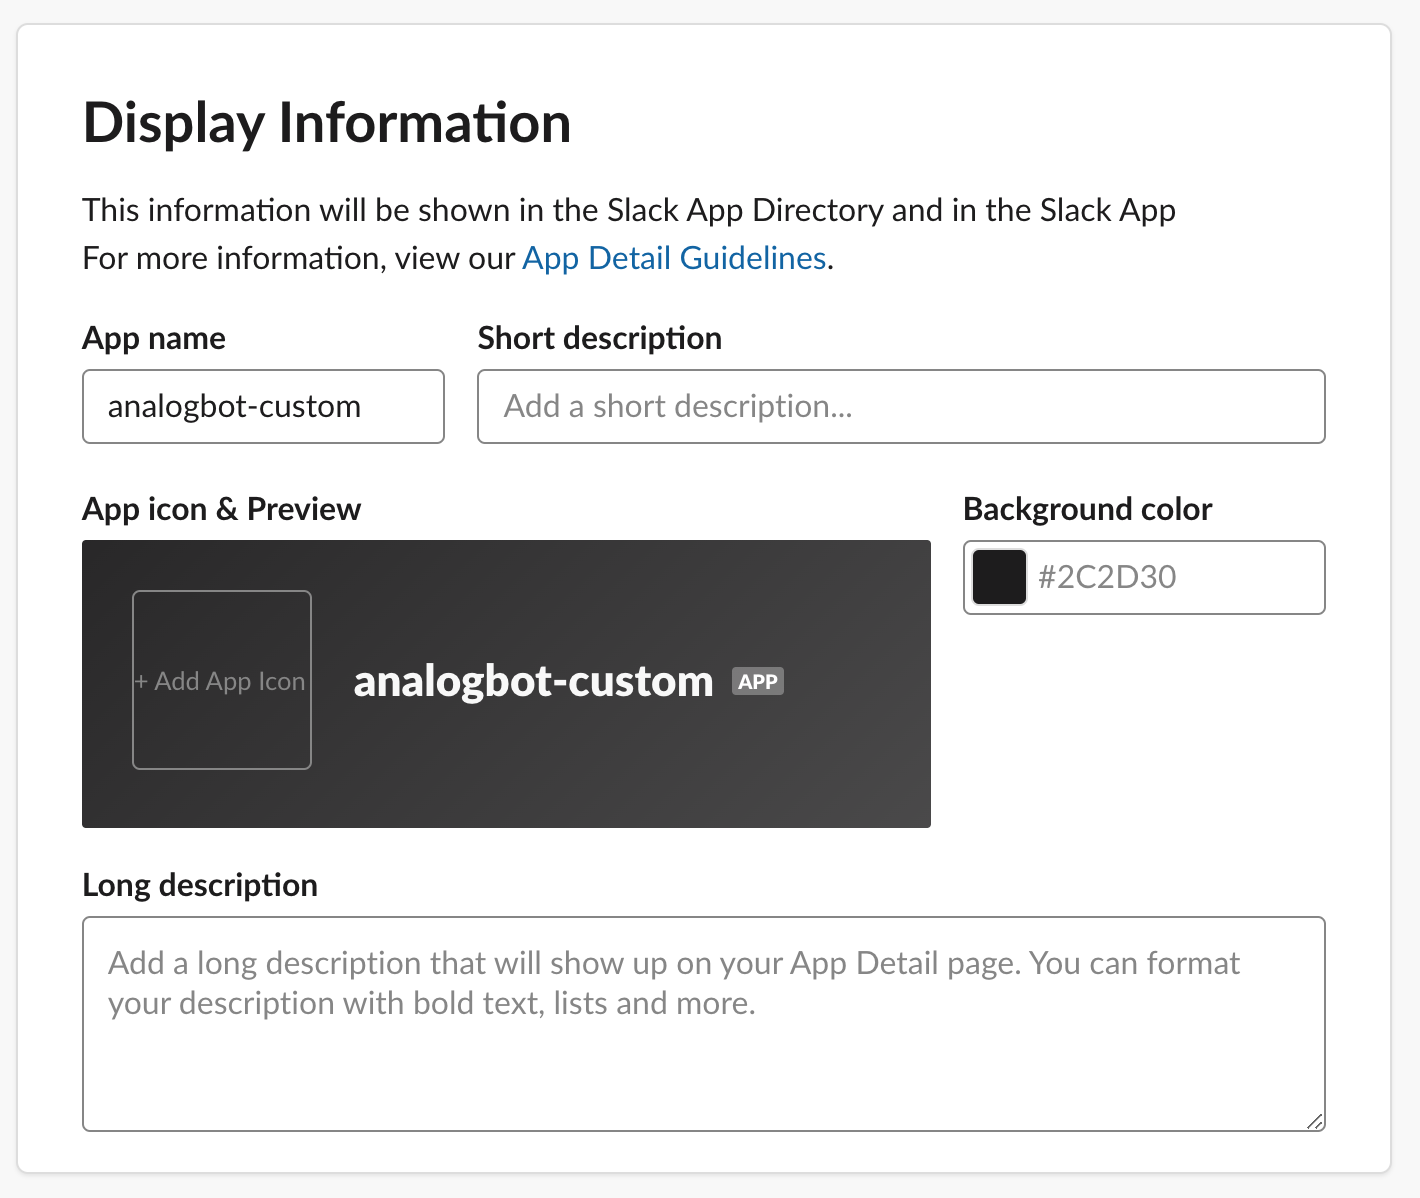 Display Information
This information will be shown in the Slack App Directory and in the Slack App
For more information, view our App Detail Guidelines.
App name
Short description
analogbot-custom
Add a short description...
App icon & Preview
Background color
#2C2D30
+ Add App Icon
analogbot-custom APP
Long description
Add a long description that will show up on your App Detail page. You can format
your description with bold text, lists and more.